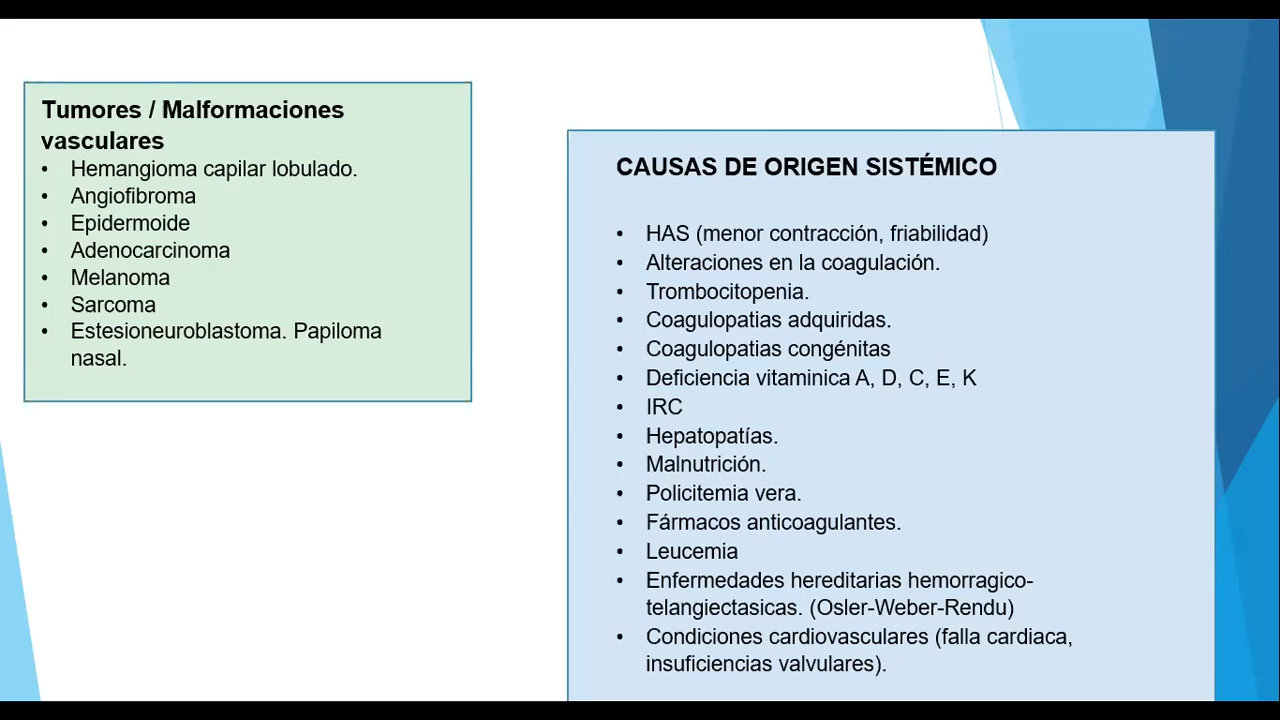 Tumores / Malformaciones
vasculares
• Hemangioma capilar lobulado.
• Angiofibroma
• Epidermoide
• Adenocarcinoma
• Melanoma
• Sarcoma
• Estesioneuroblastoma. Papiloma
nasal.
CAUSAS DE ORIGEN SISTÉMICO
• HAS (menor contracción, friabilidad)
• Alteraciones en la coagulación.
• Trombocitopenia.
• Coagulopatias adquiridas.
• Coagulopatias congénitas
• Deficiencia vitaminica A, D, C, E, K
• IRC
• Hepatopatías.
• Malnutrición.
• Policitemia vera.
• Fármacos anticoagulantes.
• Leucemia
• Enfermedades hereditarias hemorragico-
telangiectasicas. (Osler-Weber-Rendu)
• Condiciones cardiovasculares (falla cardiaca,
insuficiencias valvulares).